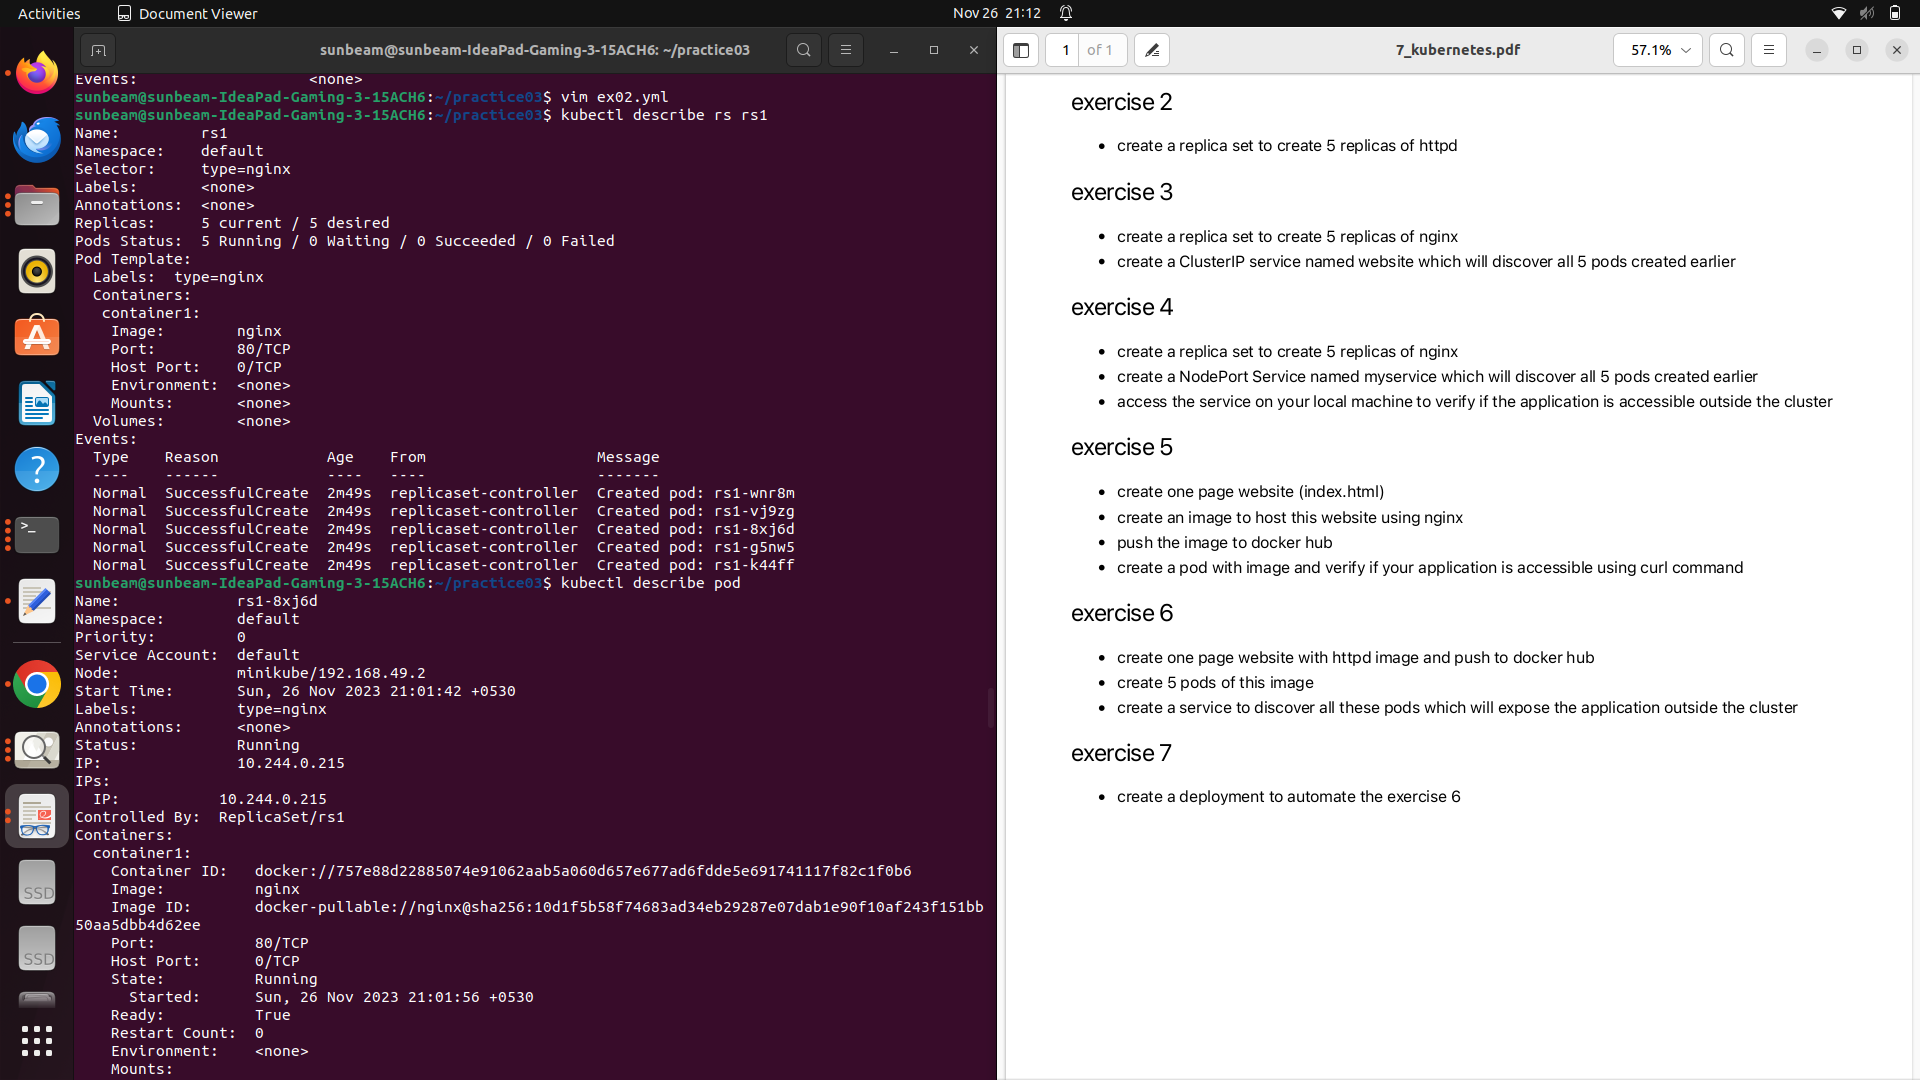 Activities
Document Viewer
Nov 26 21:12
sunbeam@sunbeam-IdeaPad-Gaming-3-15ACH6: ~/practice03
Events:                   <none>
sunbeam@sunbeam-IdeaPad-Gaming-3-15ACH6:~/practice03$ vim ex02.yml
sunbeam@sunbeam-IdeaPad-Gaming-3-15ACH6:~/practice03$ kubectl describe rs rs1
Name:         rs1
Namespace:    default
Selector:     type=nginx
Labels:       <none>
Annotations:  <none>
Replicas:     5 current / 5 desired
Pods Status:  5 Running / 0 Waiting / 0 Succeeded / 0 Failed
Pod Template:
  Labels:  type=nginx
  Containers:
   container1:
    Image:        nginx
    Port:         80/TCP
    Host Port:    0/TCP
    Environment:  <none>
    Mounts:       <none>
  Volumes:        <none>
Events:
  Type    Reason            Age    From                   Message
  ----    ------            ----   ----                   -------
  Normal  SuccessfulCreate  2m49s  replicaset-controller  Created pod: rs1-wnr8m
  Normal  SuccessfulCreate  2m49s  replicaset-controller  Created pod: rs1-vj9zg
  Normal  SuccessfulCreate  2m49s  replicaset-controller  Created pod: rs1-8xj6d
  Normal  SuccessfulCreate  2m49s  replicaset-controller  Created pod: rs1-g5nw5
  Normal  SuccessfulCreate  2m49s  replicaset-controller  Created pod: rs1-k44ff
sunbeam@sunbeam-IdeaPad-Gaming-3-15ACH6:~/practice03$ kubectl describe pod
Name:             rs1-8xj6d
Namespace:        default
Priority:         0
Service Account:  default
Node:             minikube/192.168.49.2
Start Time:       Sun, 26 Nov 2023 21:01:42 +0530
Labels:           type=nginx
Annotations:      <none>
Status:           Running
IP:               10.244.0.215
IPs:
  IP:           10.244.0.215
Controlled By:  ReplicaSet/rs1
Containers:
  container1:
    Container ID:   docker://757e88d22885074e91062aab5a060d657e677ad6fdde5e691741117f82c1f0b6
    Image:          nginx
    Image ID:       docker-pullable://nginx@sha256:10d1f5b58f74683ad34eb29287e07dab1e90f10af243f151bb
50aa5dbb4d62ee
    Port:           80/TCP
    Host Port:      0/TCP
    State:          Running
      Started:      Sun, 26 Nov 2023 21:01:56 +0530
    Ready:          True
    Restart Count:  0
    Environment:    <none>
    Mounts:
SSD
SSD
1 of 1
7_kubernetes.pdf
57.1%
exercise 2
• create a replica set to create 5 replicas of httpd
exercise 3
• create a replica set to create 5 replicas of nginx
• create a ClusterIP service named website which will discover all 5 pods created earlier
exercise 4
• create a replica set to create 5 replicas of nginx
• create a NodePort Service named myservice which will discover all 5 pods created earlier
• access the service on your local machine to verify if the application is accessible outside the cluster
exercise 5
• create one page website (index.html)
• create an image to host this website using nginx
• push the image to docker hub
• create a pod with image and verify if your application is accessible using curl command
exercise 6
• create one page website with httpd image and push to docker hub
• create 5 pods of this image
• create a service to discover all these pods which will expose the application outside the cluster
exercise 7
• create a deployment to automate the exercise 6